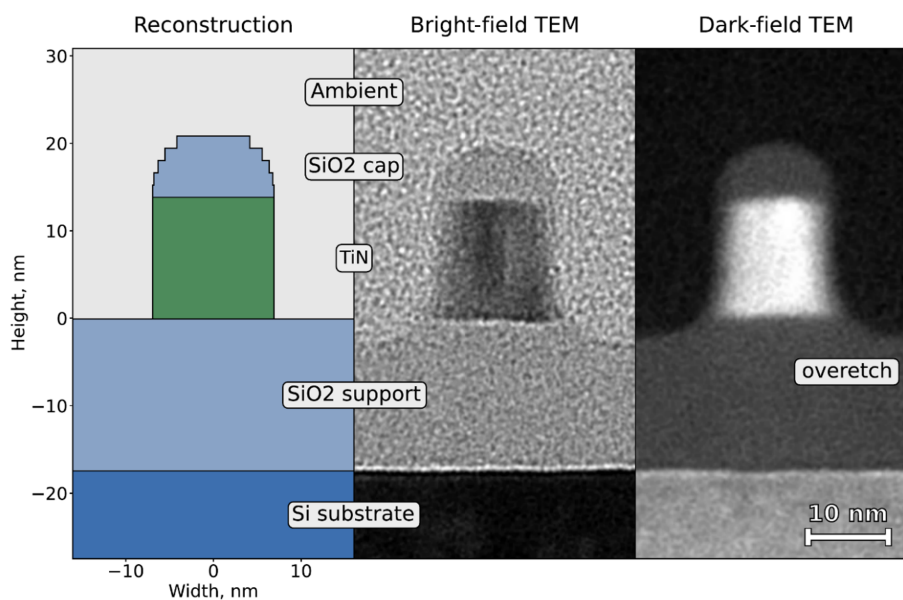 Reconstruction
Bright-field TEM
Dark-field TEM
30
20
10
0
−10
−20
Height, nm
Ambient
SiO2 cap
TiN
SiO2 support
overetch
Si substrate
10 nm
−10
0
10
Width, nm